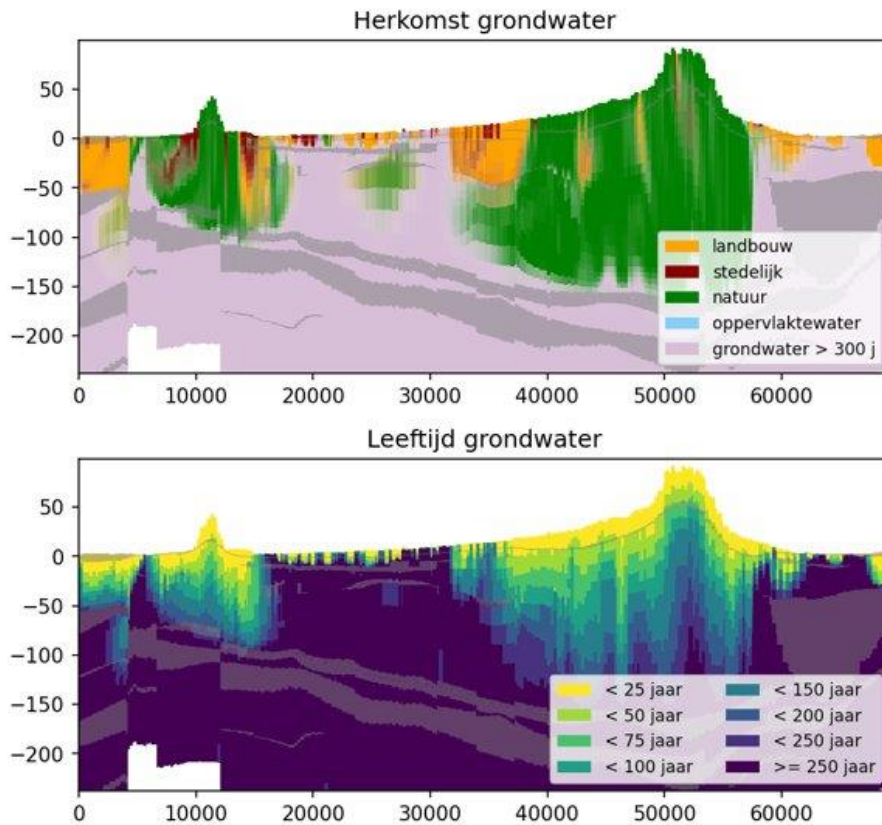 Herkomst grondwater
50
0
−50
−100
−150
−200
landbouw
stedelijk
natuur
oppervlaktewater
grondwater > 300 j
0 10000 20000 30000 40000 50000 60000
Leeftijd grondwater
50
0
−50
−100
−150
−200
< 25 jaar < 150 jaar
< 50 jaar < 200 jaar
< 75 jaar < 250 jaar
< 100 jaar >= 250 jaar
0 10000 20000 30000 40000 50000 60000